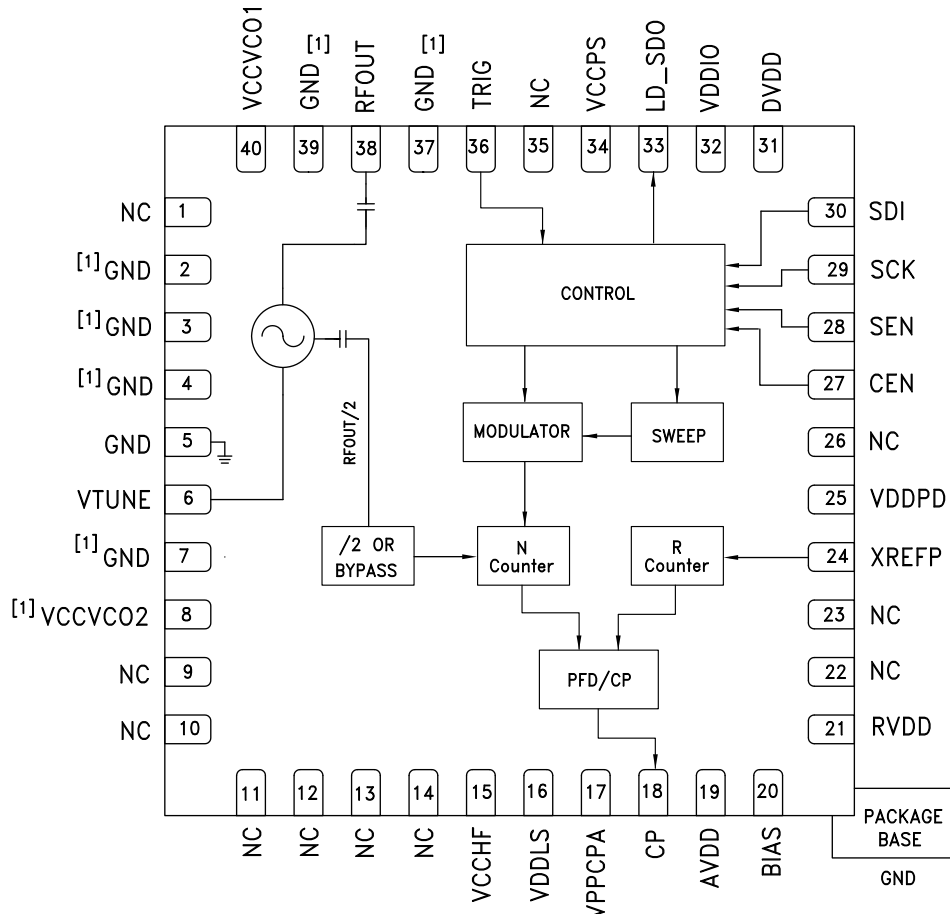 VCCVCO1
GND [1]
RFOUT
GND [1]
TRIG
NC
VCCPS
LD_SDO
VDDIO
DVDD
40
39
38
37
36
35
34
33
32
31
NC 1
[1] GND 2
[1] GND 3
[1] GND 4
GND 5
VTUNE 6
[1] GND 7
[1] VCCVCO2 8
NC 9
NC 10
30 SDI
29 SCK
28 SEN
27 CEN
26 NC
25 VDDPD
24 XREFP
23 NC
22 NC
21 RVDD
CONTROL
MODULATOR
SWEEP
RFOUT/2
/2 OR
BYPASS
N
Counter
R
Counter
PFD/CP
11
12
13
14
15
16
17
18
19
20
NC
NC
NC
NC
VCCHF
VDDLS
VPPCPA
CP
AVDD
BIAS
PACKAGE
BASE
GND